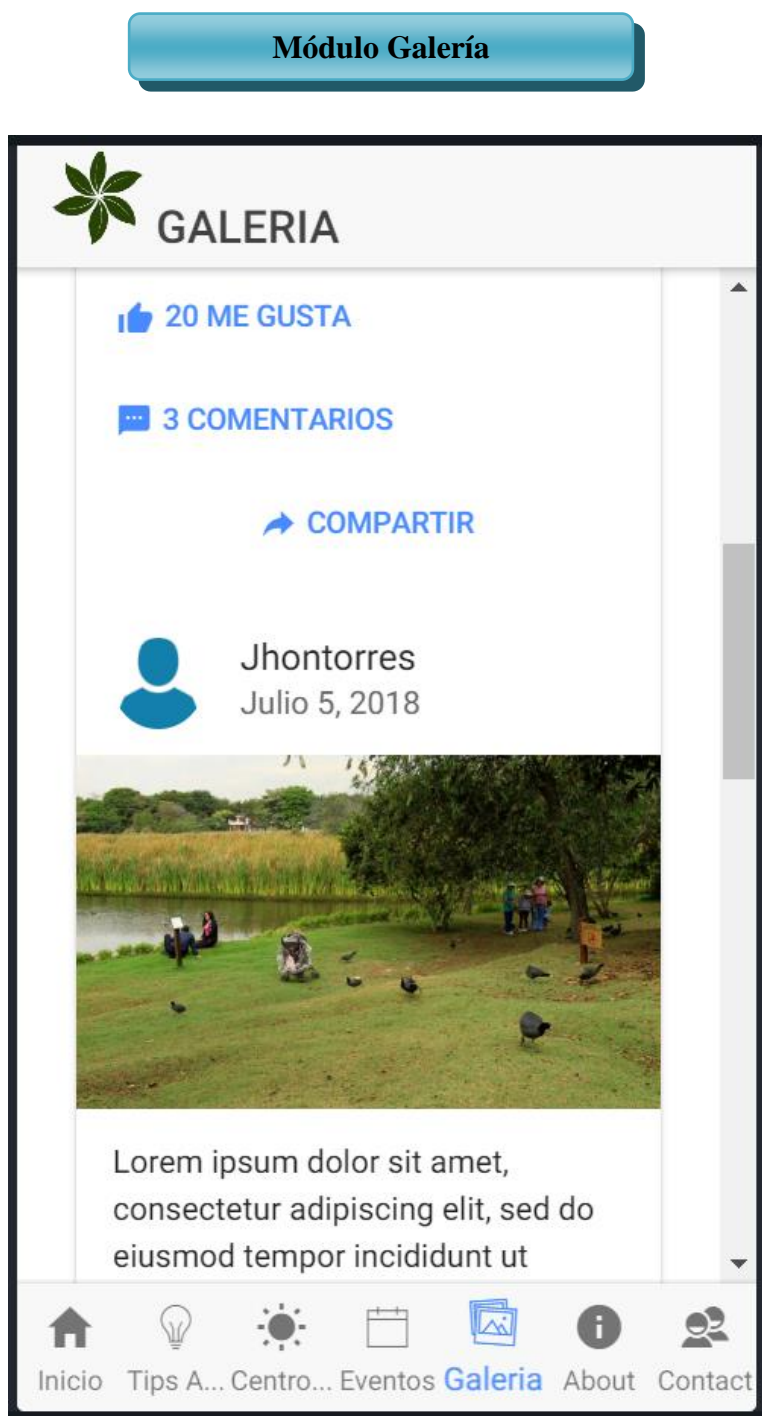 Módulo Galería
GALERIA
20 ME GUSTA
3 COMENTARIOS
COMPARTIR
Jhontorres
Julio 5, 2018
Lorem ipsum dolor sit amet,
consectetur adipiscing elit, sed do
eiusmod tempor incididunt ut
Inicio Tips A... Centro... Eventos Galeria About Contact